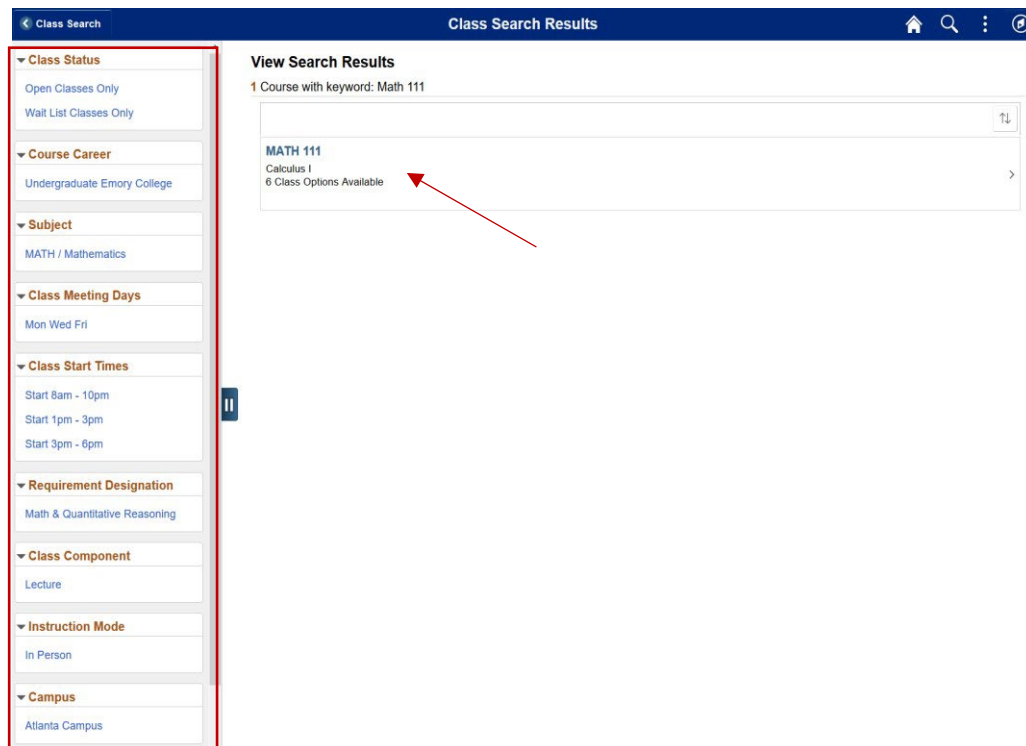 Class Search
Class Search Results
Class Status
Open Classes Only
Wait List Classes Only
Course Career
Undergraduate Emory College
Subject
MATH / Mathematics
Class Meeting Days
Mon Wed Fri
Class Start Times
Start 8am - 10pm
Start 1pm - 3pm
Start 3pm - 6pm
Requirement Designation
Math & Quantitative Reasoning
Class Component
Lecture
Instruction Mode
In Person
Campus
Atlanta Campus
View Search Results
1 Course with keyword: Math 111
MATH 111
Calculus I
6 Class Options Available